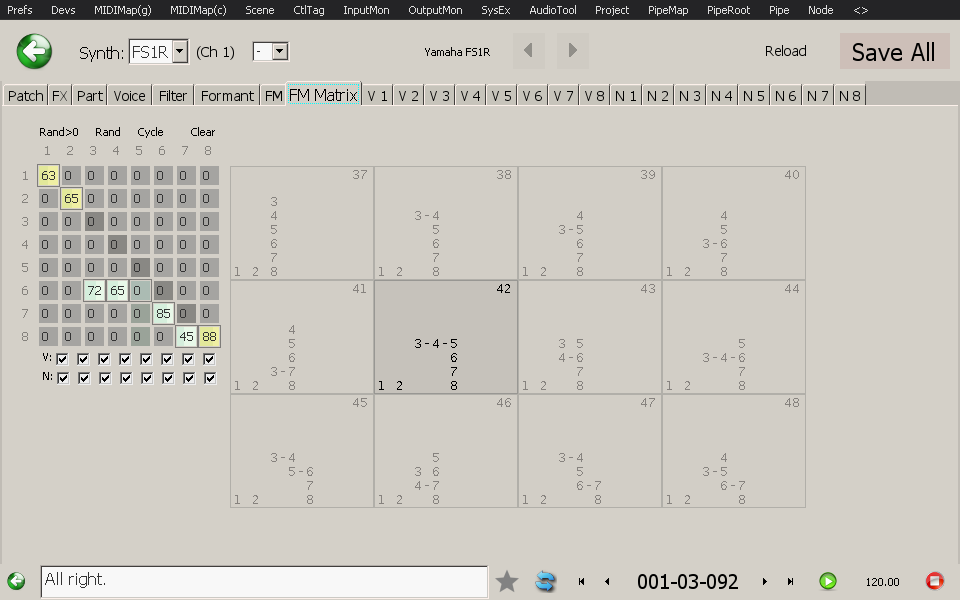 Prefs Devs MIDIMap(g) MIDIMap(c) Scene CtlTag InputMon OutputMon SysEx AudioTool Project PipeMap PipeRoot Pipe Node <>
Synth: FS1R (Ch 1) - Yamaha FS1R Reload Save All
Patch FX Part Voice Filter Formant FM FM Matrix V 1 V 2 V 3 V 4 V 5 V 6 V 7 V 8 N 1 N 2 N 3 N 4 N 5 N 6 N 7 N 8
Rand>0 Rand Cycle Clear
1 2 3 4 5 6 7 8
1 63 0 0 0 0 0 0 0
2 0 65 0 0 0 0 0 0
3 0 0 0 0 0 0 0 0
4 0 0 0 0 0 0 0 0
5 0 0 0 0 0 0 0 0
6 0 0 72 65 0 0 0 0
7 0 0 0 0 0 85 0 0
8 0 0 0 0 0 0 45 88
V:
N:
37
3
4
5
6
7
1 2 8
38
3-4
5
6
7
1 2 8
39
4
3-5
6
7
1 2 8
40
4
5
3-6
7
1 2 8
41
4
5
6
3-7
1 2 8
42
3-4-5
6
7
1 2 8
43
3 5
4-6
7
1 2 8
44
5
3-4-6
7
1 2 8
45
3-4
5-6
7
1 2 8
46
5
3 6
4-7
1 2 8
47
3-4
5
6-7
1 2 8
48
4
3-5
6-7
1 2 8
All right. 001-03-092 120.00